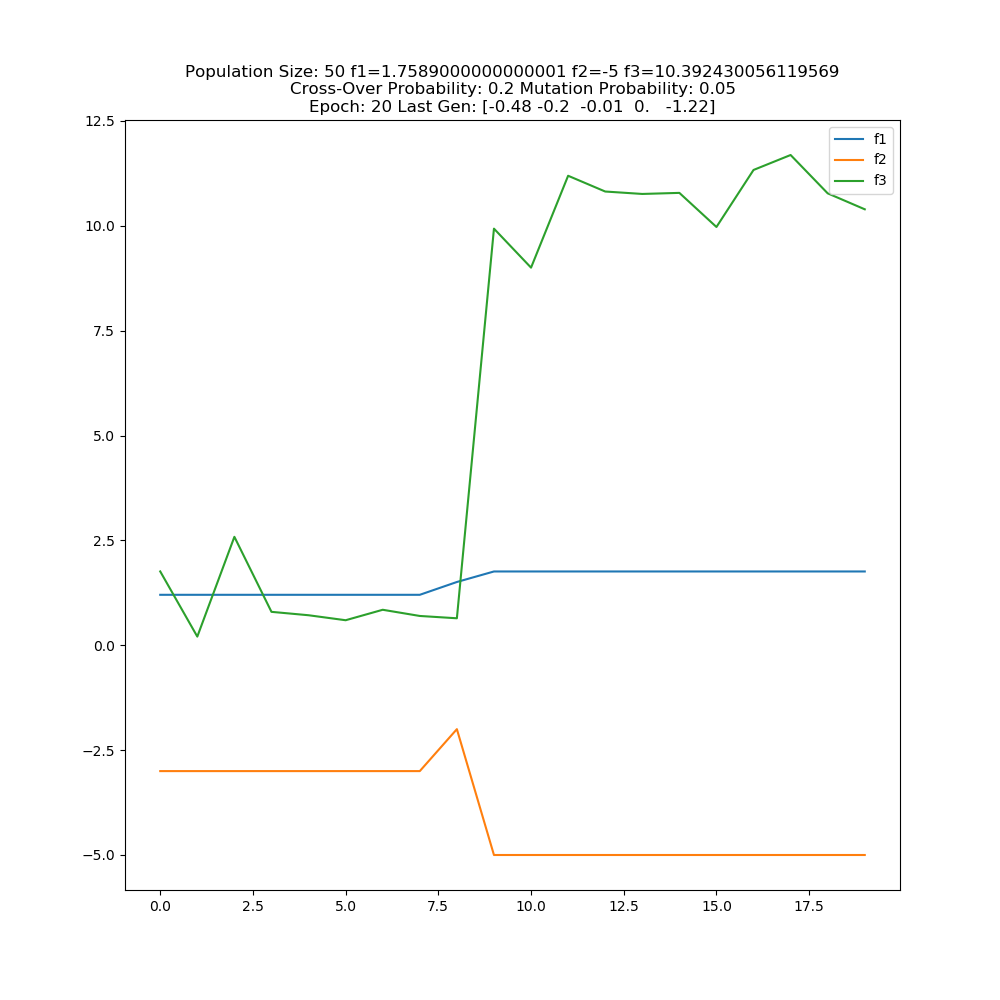 Population Size: 50 f1=1.7589000000000001 f2=-5 f3=10.392430056119569
Cross-Over Probability: 0.2 Mutation Probability: 0.05
Epoch: 20 Last Gen: [-0.48 -0.2  -0.01  0.   -1.22]
f1
f2
f3
12.5
10.0
7.5
5.0
2.5
0.0
−2.5
−5.0
0.0 2.5 5.0 7.5 10.0 12.5 15.0 17.5